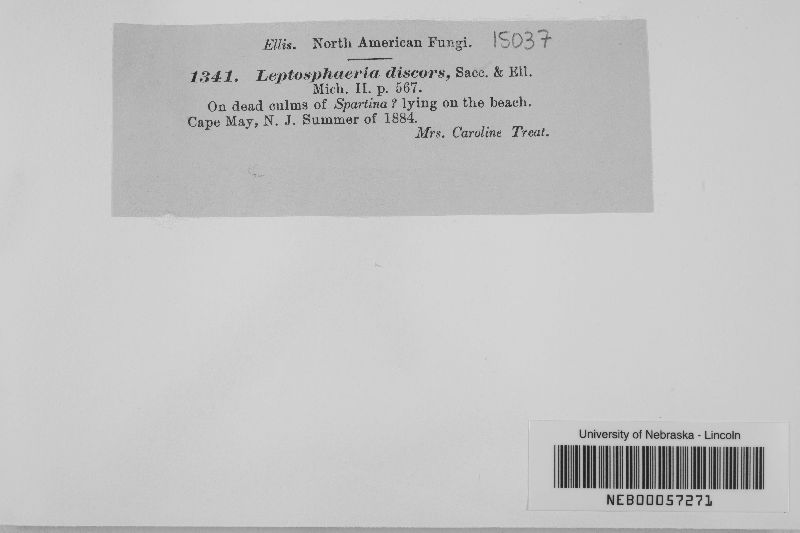 Ellis. North American Fungi. 15037
1341. Leptosphaeria discors, Sacc. & Ell.
Mich. II. p. 567.
On dead culms of Spartina? lying on the beach.
Cape May, N. J. Summer of 1884.
Mrs. Caroline Treat.
University of Nebraska - Lincoln
NEB00057271